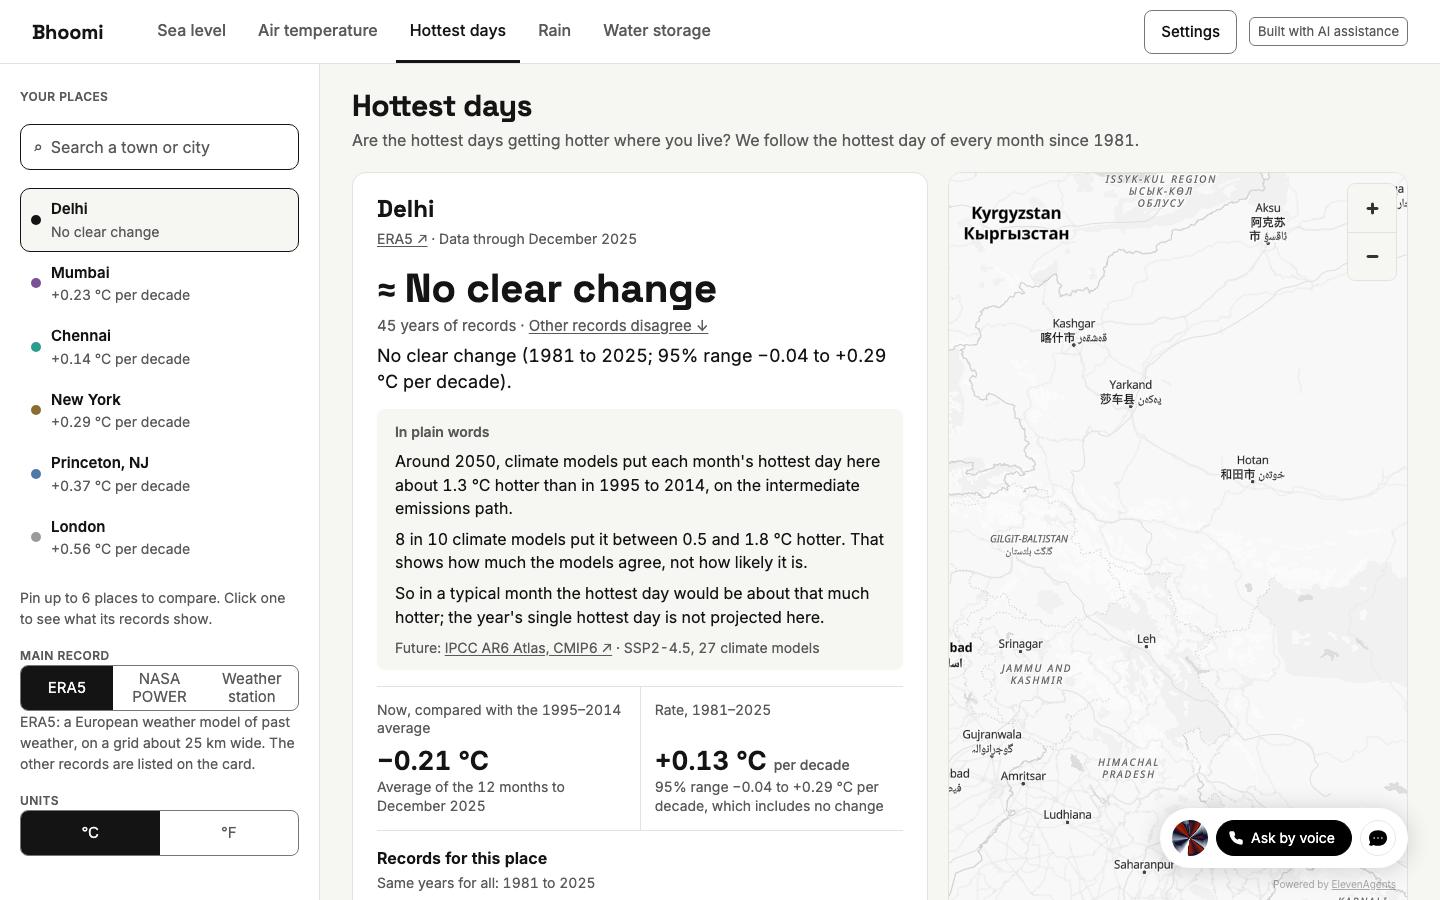 Bhoomi
Sea level
Air temperature
Hottest days
Rain
Water storage
Settings
Built with AI assistance
YOUR PLACES
Search a town or city
Delhi
No clear change
Mumbai
+0.23 °C per decade
Chennai
+0.14 °C per decade
New York
+0.29 °C per decade
Princeton, NJ
+0.37 °C per decade
London
+0.56 °C per decade
Pin up to 6 places to compare. Click one
to see what its records show.
MAIN RECORD
ERA5
NASA
POWER
Weather
station
ERA5: a European weather model of past
weather, on a grid about 25 km wide. The
other records are listed on the card.
UNITS
°C
°F
Hottest days
Are the hottest days getting hotter where you live? We follow the hottest day of every month since 1981.
Delhi
ERA5 ↗ · Data through December 2025
≈ No clear change
45 years of records · Other records disagree ↓
No clear change (1981 to 2025; 95% range −0.04 to +0.29
°C per decade).
In plain words
Around 2050, climate models put each month's hottest day here
about 1.3 °C hotter than in 1995 to 2014, on the intermediate
emissions path.
8 in 10 climate models put it between 0.5 and 1.8 °C hotter. That
shows how much the models agree, not how likely it is.
So in a typical month the hottest day would be about that much
hotter; the year's single hottest day is not projected here.
Future: IPCC AR6 Atlas, CMIP6 ↗ · SSP2-4.5, 27 climate models
Now, compared with the 1995–2014
average
−0.21 °C
Average of the 12 months to
December 2025
Rate, 1981–2025
+0.13 °C per decade
95% range −0.04 to +0.29 °C per
decade, which includes no change
Records for this place
Same years for all: 1981 to 2025
ISSYK-KUL REGION
ЫСЫК-КӨЛ
ОБЛУСУ
Kyrgyzstan
Кыргызстан
Aksu
阿克苏
市 ئاقسۇ
+
−
Kashgar
喀什市 قەشقەر
Yarkand
莎车县 يەكەن
Hotan
和田市 خوتەن
GILGIT-BALTISTAN
گلگت بلتستان
Srinagar
Leh
JAMMU AND
KASHMIR
Gujranwala
گوجرانوالہ
HIMACHAL
PRADESH
Amritsar
Ludhiana
Saharanpur
Ask by voice
Powered by ElevenAgents